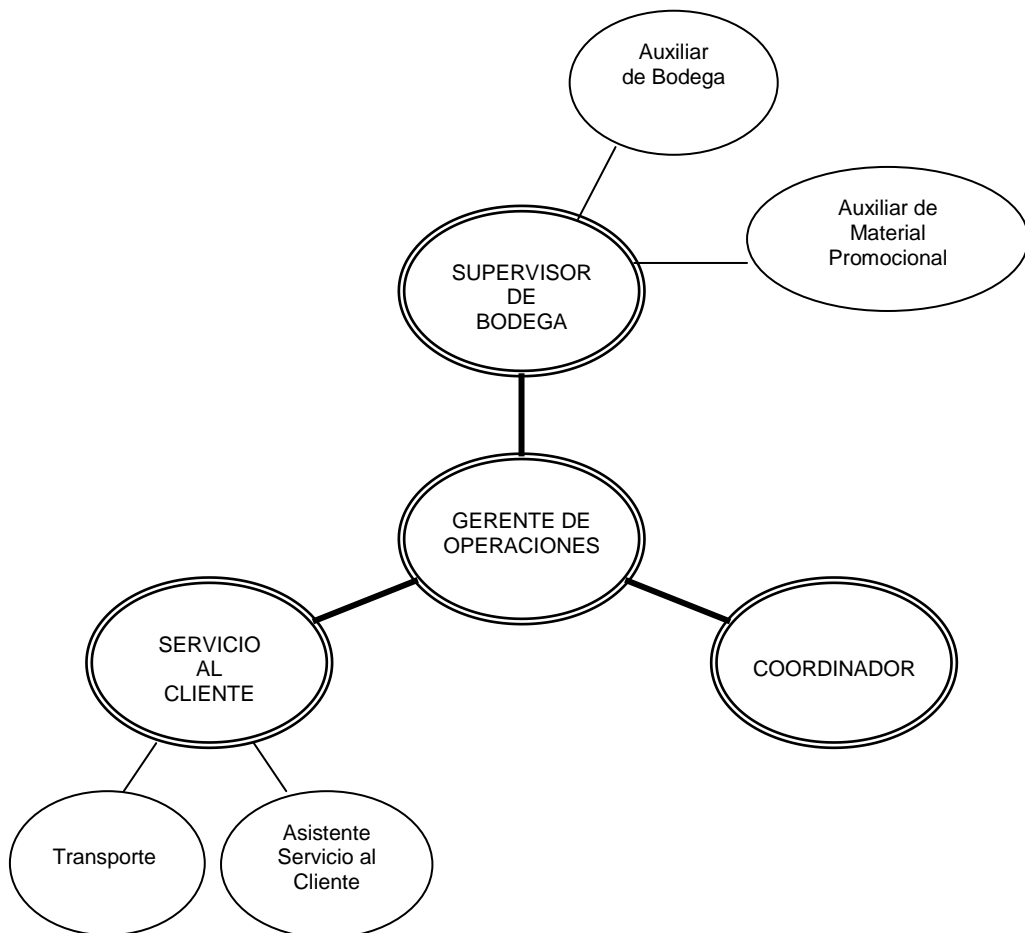 Auxiliar
de Bodega
Auxiliar de
Material
Promocional
SUPERVISOR
DE
BODEGA
GERENTE DE
OPERACIONES
SERVICIO
AL
CLIENTE
COORDINADOR
Transporte
Asistente
Servicio al
Cliente